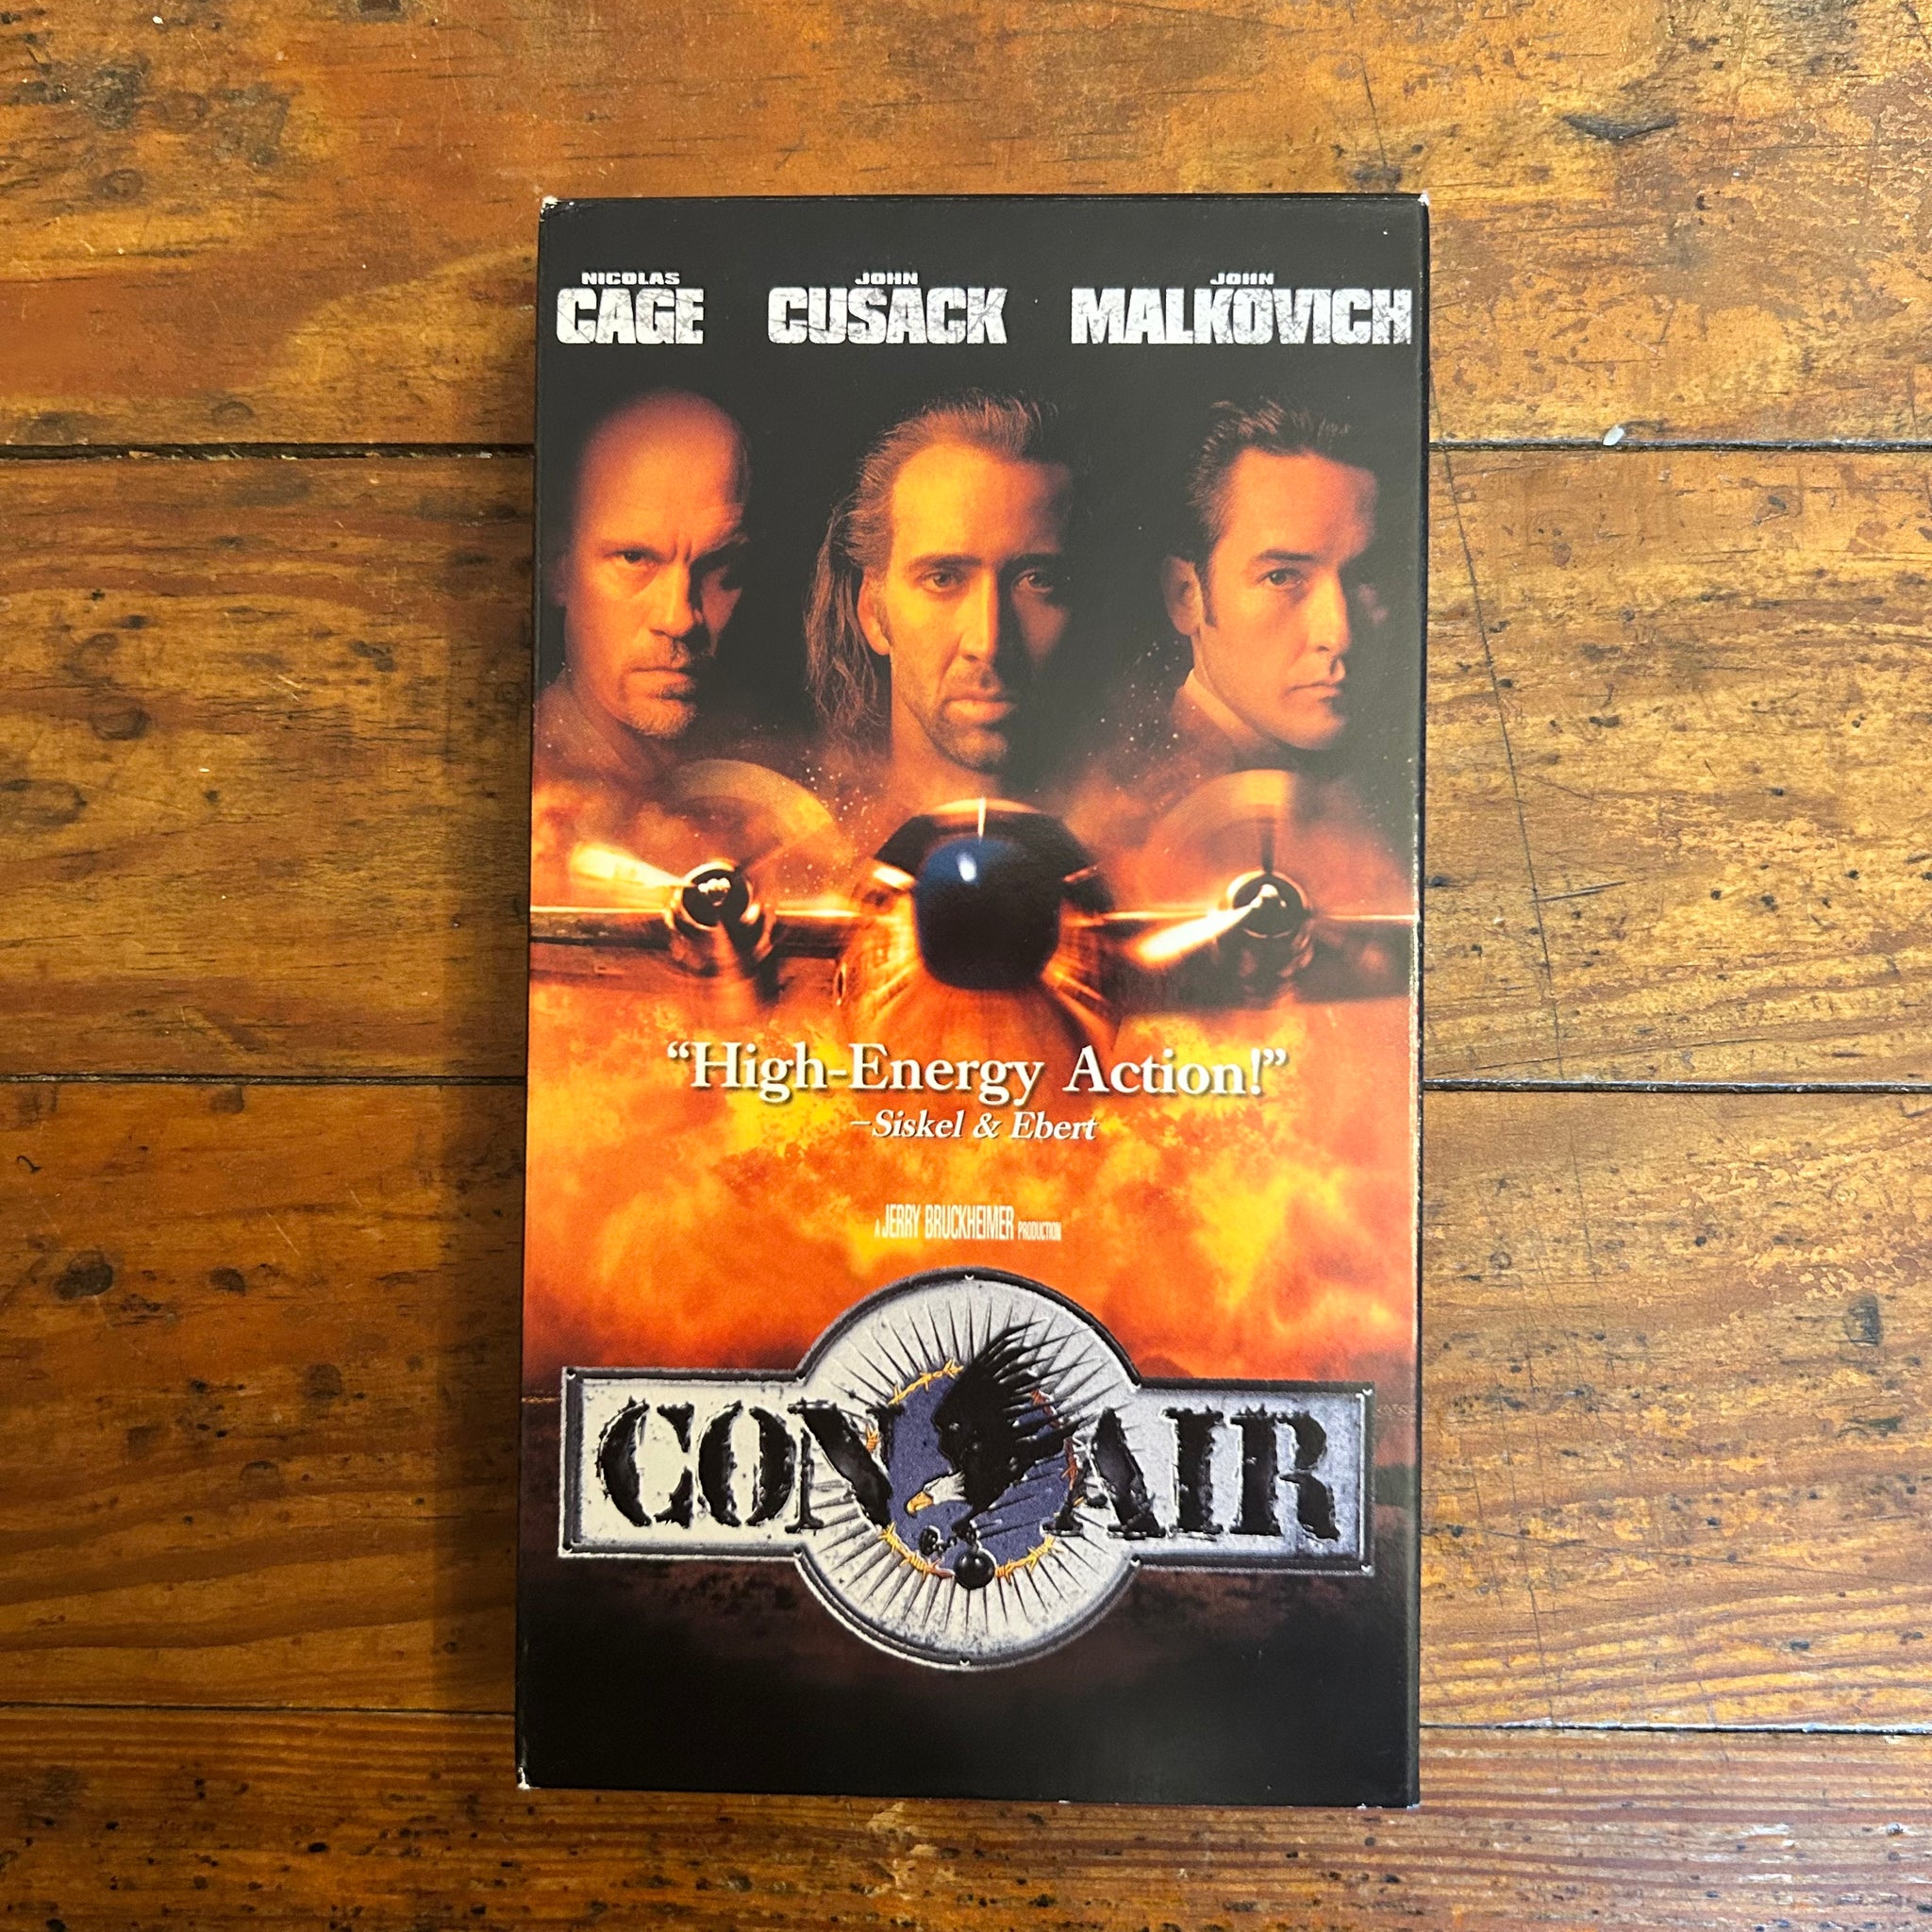 NICOLAS JOHN JOHN
CAGE CUSACK MALKOVICH
“High-Energy Action!”
–Siskel & Ebert
A JERRY BRUCKHEIMER PRODUCTION
CON AIR